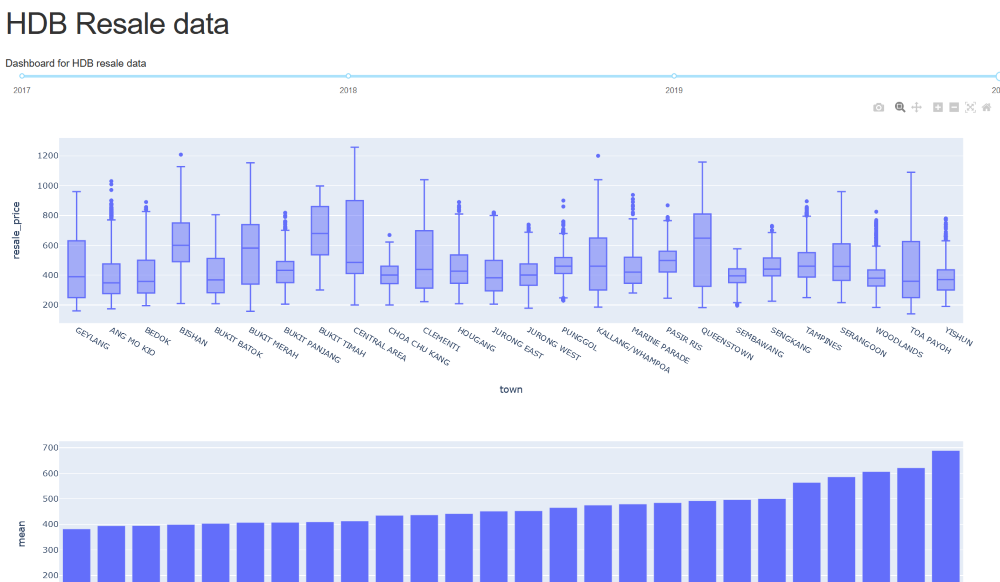 HDB Resale data
Dashboard for HDB resale data
2017 2018 2019 20
1200
1000
800
600
400
200
resale_price
GEYLANG
ANG MO KIO
BEDOK
BISHAN
BUKIT BATOK
BUKIT MERAH
BUKIT PANJANG
BUKIT TIMAH
CENTRAL AREA
CHOA CHU KANG
CLEMENTI
HOUGANG
JURONG EAST
JURONG WEST
PUNGGOL
KALLANG/WHAMPOA
MARINE PARADE
PASIR RIS
QUEENSTOWN
SEMBAWANG
SENGKANG
TAMPINES
SERANGOON
WOODLANDS
TOA PAYOH
YISHUN
town
700
600
500
400
300
200
mean